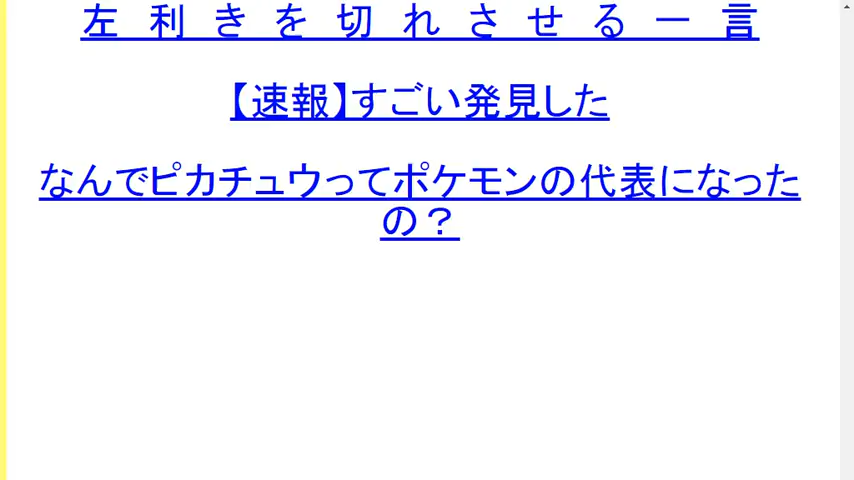 左　利　き　を　切　れ　さ　せ　る　一　言
【速報】すごい発見した
なんでピカチュウってポケモンの代表になった
の？